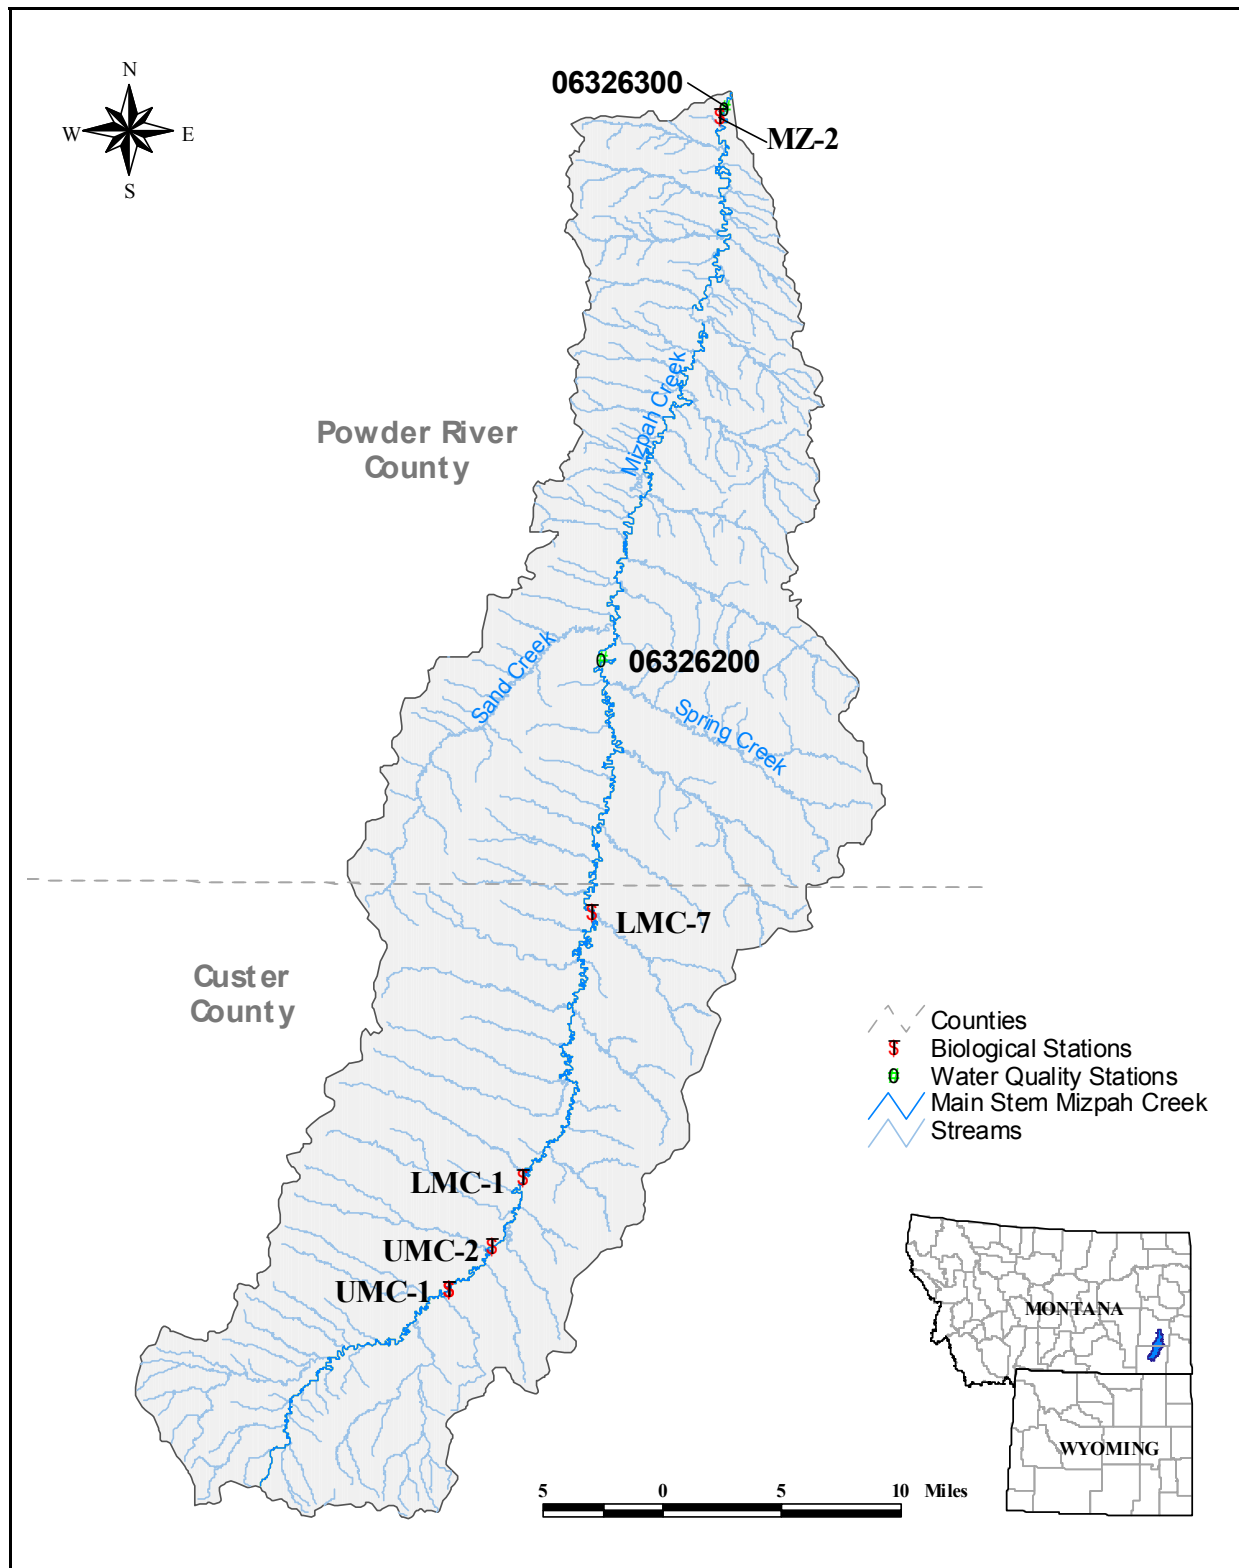 N
W E
S
06326300
MZ-2
Mizpah Creek
Powder River
County
Sand Creek
06326200
Spring Creek
LMC-7
Custer
County
Counties
Biological Stations
Water Quality Stations
Main Stem Mizpah Creek
Streams
LMC-1
UMC-2
UMC-1
MONTANA
WYOMING
5 0 5 10 Miles